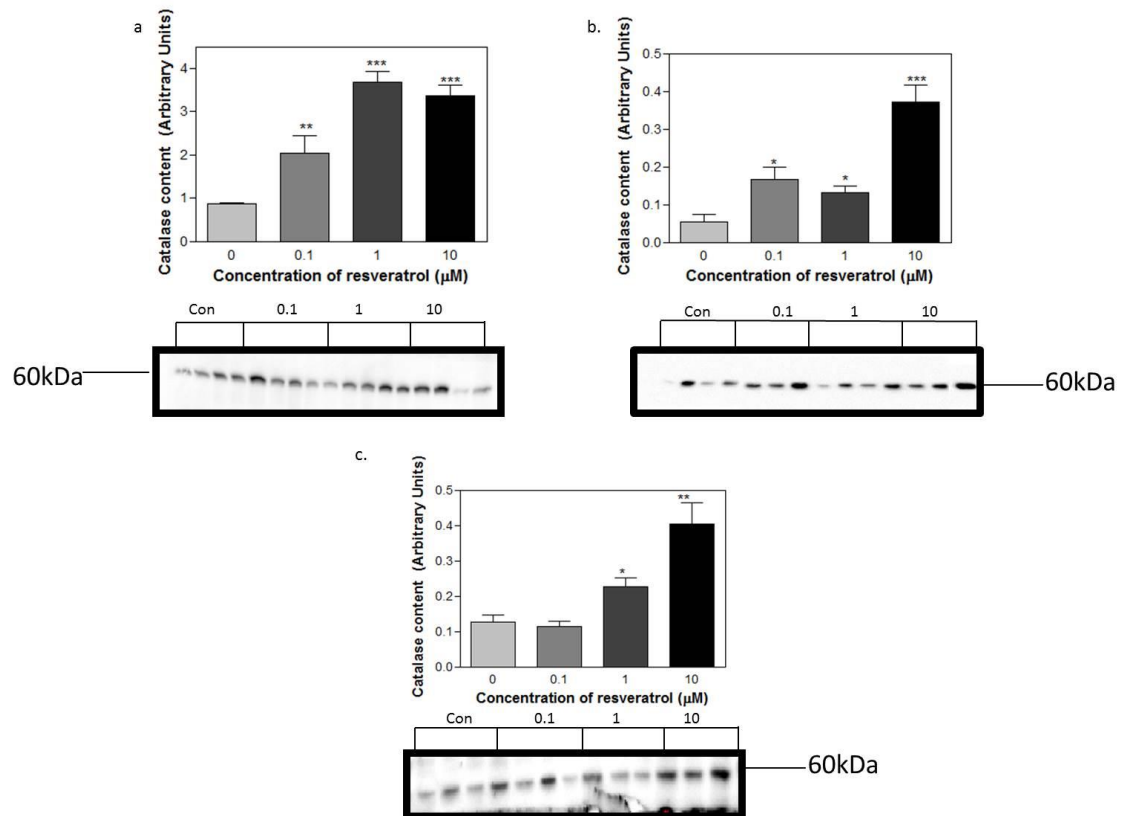 a
Catalase content (Arbitrary Units)
4
3
2
1
0
**
***
***
0 0.1 1 10
Concentration of resveratrol (µM)
Con 0.1 1 10
60kDa
b.
Catalase content (Arbitrary Units)
0.5
0.4
0.3
0.2
0.1
0.0
*
*
***
0 0.1 1 10
Concentration of resveratrol (µM)
Con 0.1 1 10
60kDa
c.
Catalase content (Arbitrary Units)
0.5
0.4
0.3
0.2
0.1
0.0
*
**
0 0.1 1 10
Concentration of resveratrol (µM)
Con 0.1 1 10
60kDa